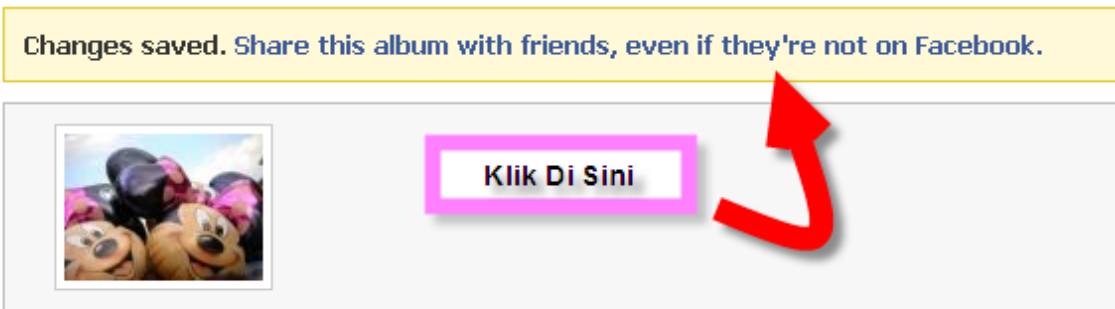 Changes saved. Share this album with friends, even if they're not on Facebook.
Klik Di Sini